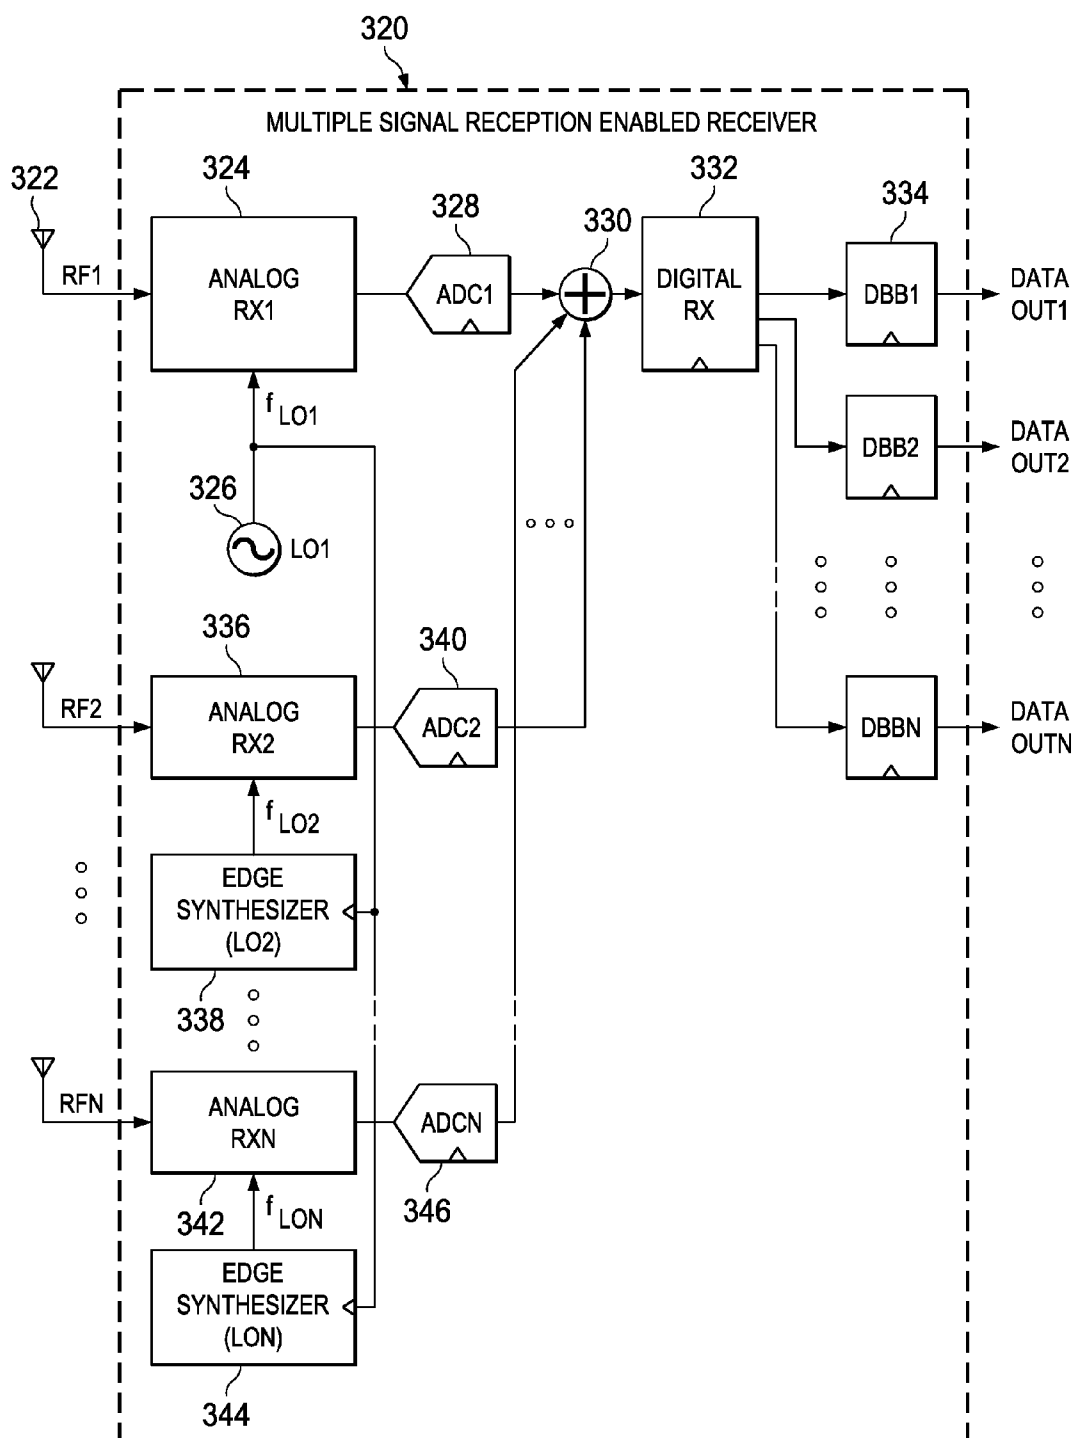 320
MULTIPLE SIGNAL RECEPTION ENABLED RECEIVER
322
324
328
330
332
334
RF1
ANALOG
RX1
ADC1
DIGITAL
RX
DBB1
DATA
OUT1
f LO1
DBB2
DATA
OUT2
326
LO1
336
340
RF2
ANALOG
RX2
ADC2
DBBN
DATA
OUTN
f LO2
EDGE
SYNTHESIZER
(LO2)
338
RFN
ANALOG
RXN
ADCN
342
f LON
346
EDGE
SYNTHESIZER
(LON)
344